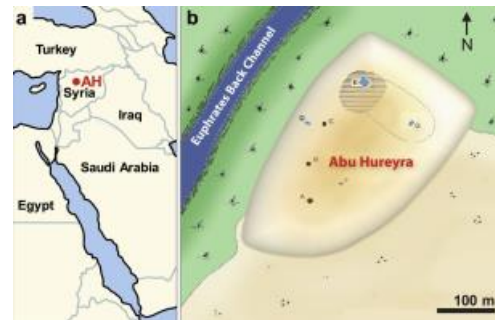 a
Turkey
AH
Syria
Iraq
Saudi Arabia
Egypt
b
Euphrates Back Channel
N
E
Abu Hureyra
100 m